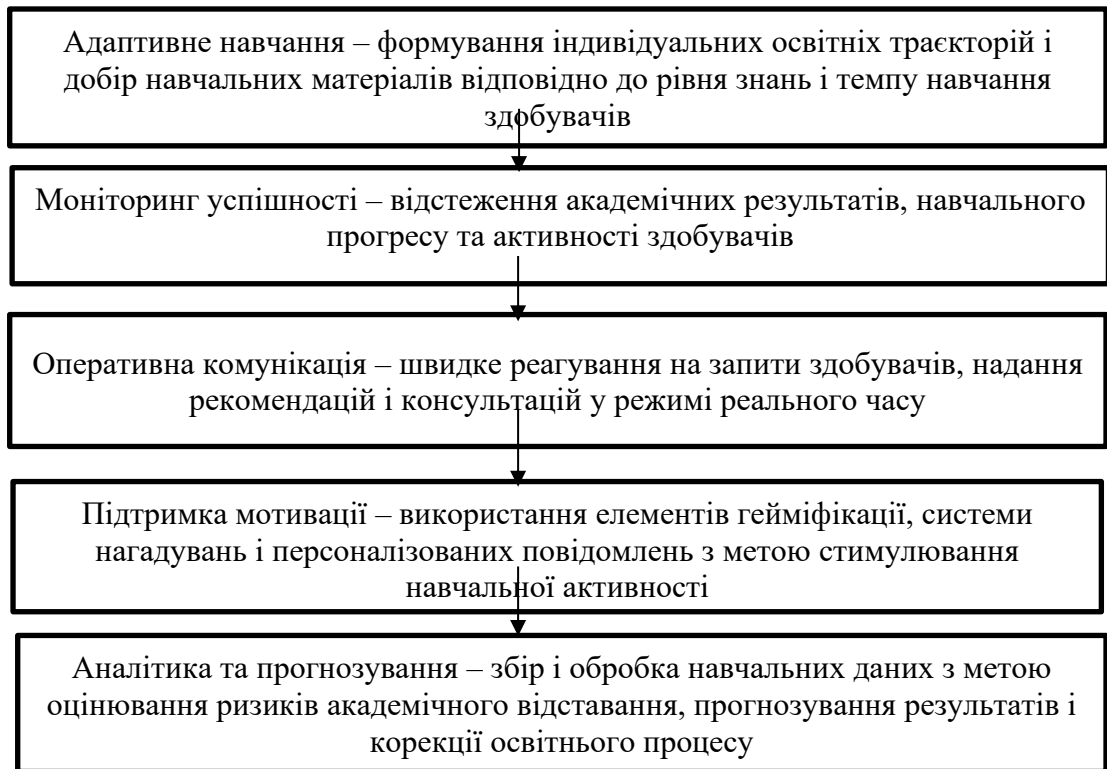 Адаптивне навчання – формування індивідуальних освітніх траєкторій і
добір навчальних матеріалів відповідно до рівня знань і темпу навчання
здобувачів
Моніторинг успішності – відстеження академічних результатів, навчального
прогресу та активності здобувачів
Оперативна комунікація – швидке реагування на запити здобувачів, надання
рекомендацій і консультацій у режимі реального часу
Підтримка мотивації – використання елементів гейміфікації, системи
нагадувань і персоналізованих повідомлень з метою стимулювання
навчальної активності
Аналітика та прогнозування – збір і обробка навчальних даних з метою
оцінювання ризиків академічного відставання, прогнозування результатів і
корекції освітнього процесу